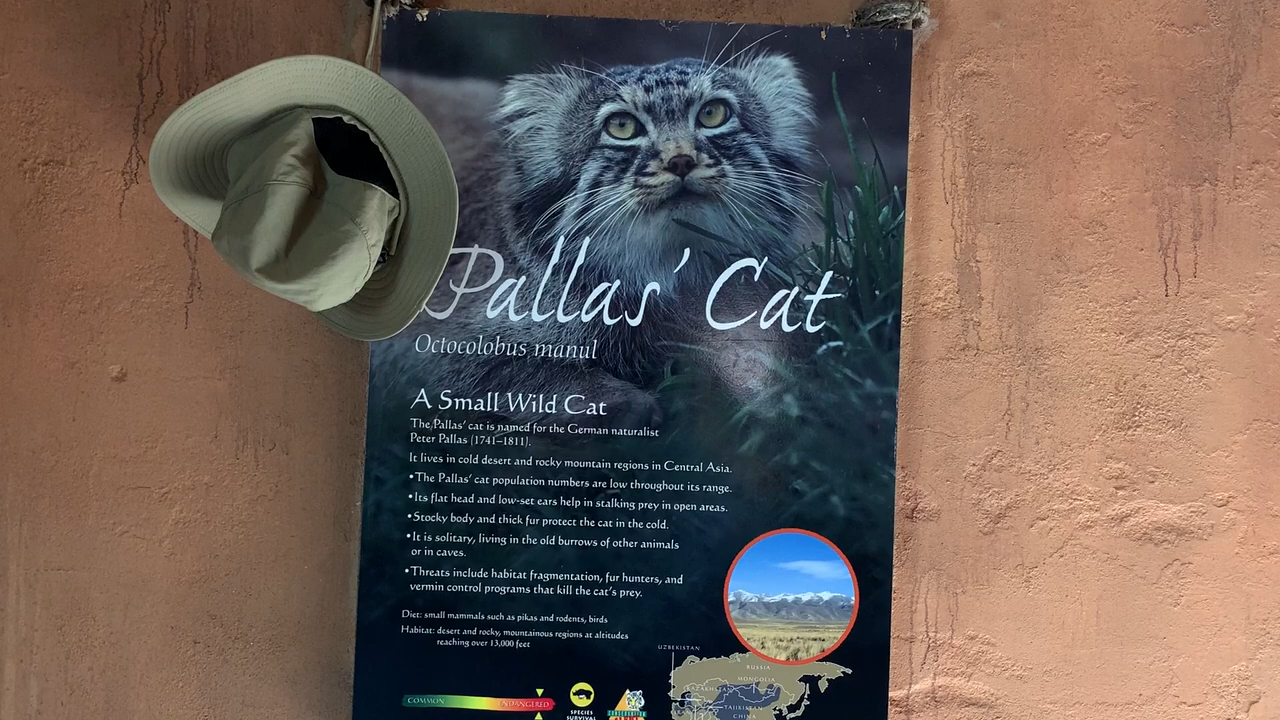 Pallas' Cat
Octocolobus manul
A Small Wild Cat
The Pallas' cat is named for the German naturalist
Peter Pallas (1741–1811).
It lives in cold desert and rocky mountain regions in Central Asia.
• The Pallas' cat population numbers are low throughout its range.
• Its flat head and low-set ears help in stalking prey in open areas.
• Stocky body and thick fur protect the cat in the cold.
• It is solitary, living in the old burrows of other animals
or in caves.
• Threats include habitat fragmentation, fur hunters, and
vermin control programs that kill the cat's prey.
Diet: small mammals such as pikas and rodents, birds
Habitat: desert and rocky, mountainous regions at altitudes
reaching over 13,000 feet
UZBEKISTAN
RUSSIA
MONGOLIA
KAZAKHSTAN
TAJIKISTAN
CHINA
COMMON
ENDANGERED
SPECIES
SURVIVAL